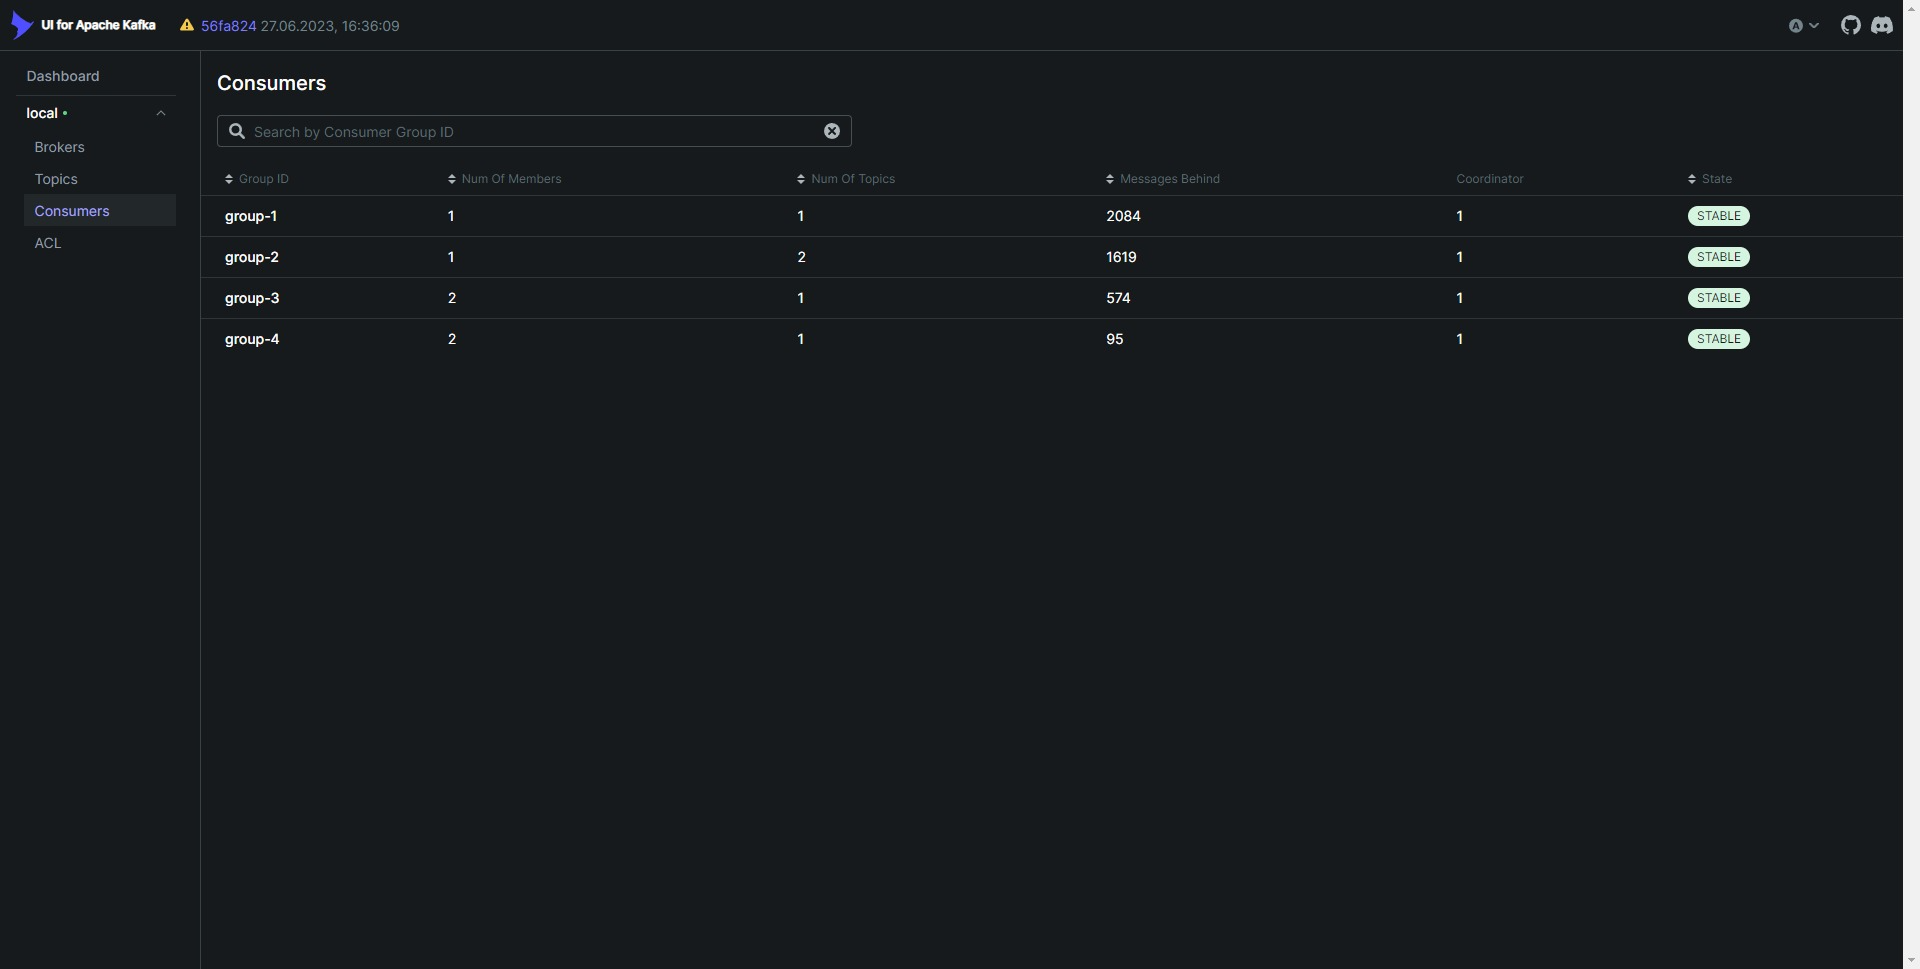 UI for Apache Kafka 56fa824 27.06.2023, 16:36:09 A
Dashboard
local
Brokers
Topics
Consumers
ACL
Consumers
Search by Consumer Group ID
Group ID Num Of Members Num Of Topics Messages Behind Coordinator State
group-1 1 1 2084 1 STABLE
group-2 1 2 1619 1 STABLE
group-3 2 1 574 1 STABLE
group-4 2 1 95 1 STABLE